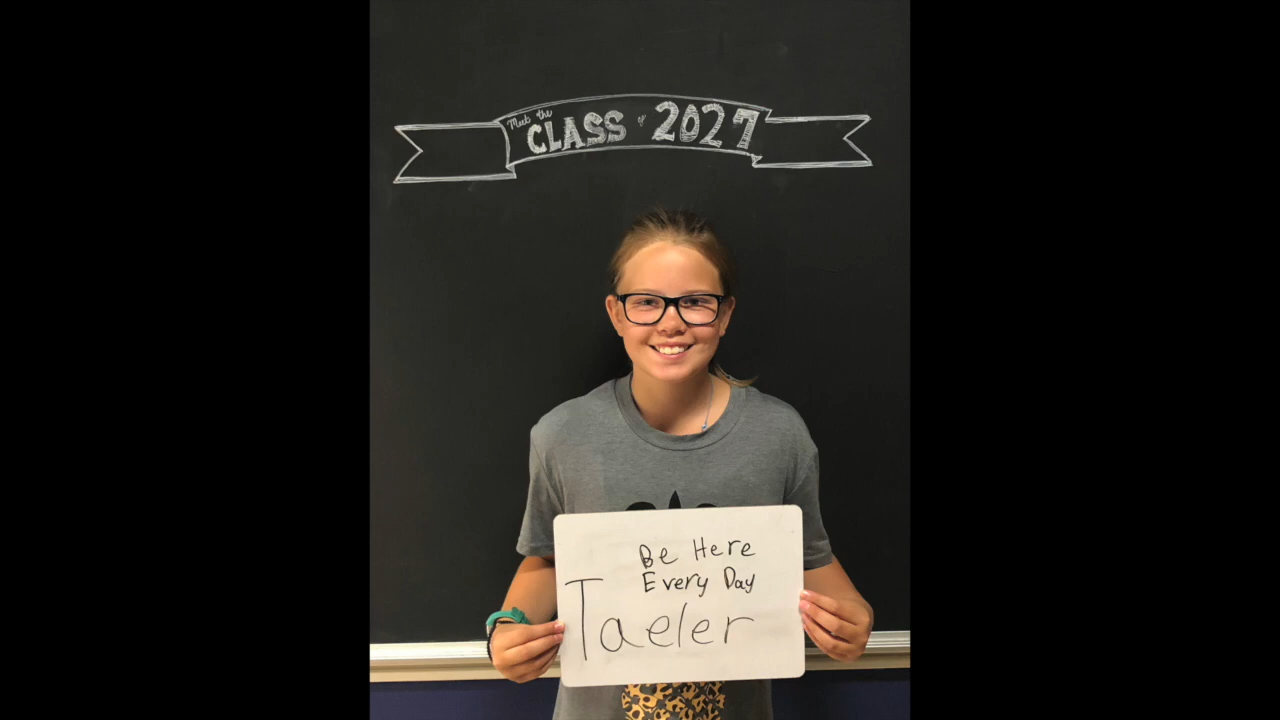 Meet the
CLASS of 2027
Be Here
Every Day
Taeler